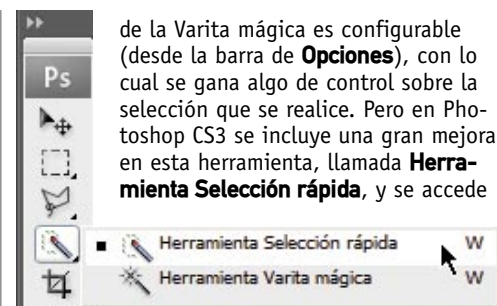 de la Varita mágica es configurable
(desde la barra de Opciones), con lo
cual se gana algo de control sobre la
selección que se realice. Pero en Pho-
toshop CS3 se incluye una gran mejora
en esta herramienta, llamada Herra-
mienta Selección rápida, y se accede
Ps
Herramienta Selección rápida W
Herramienta Varita mágica W